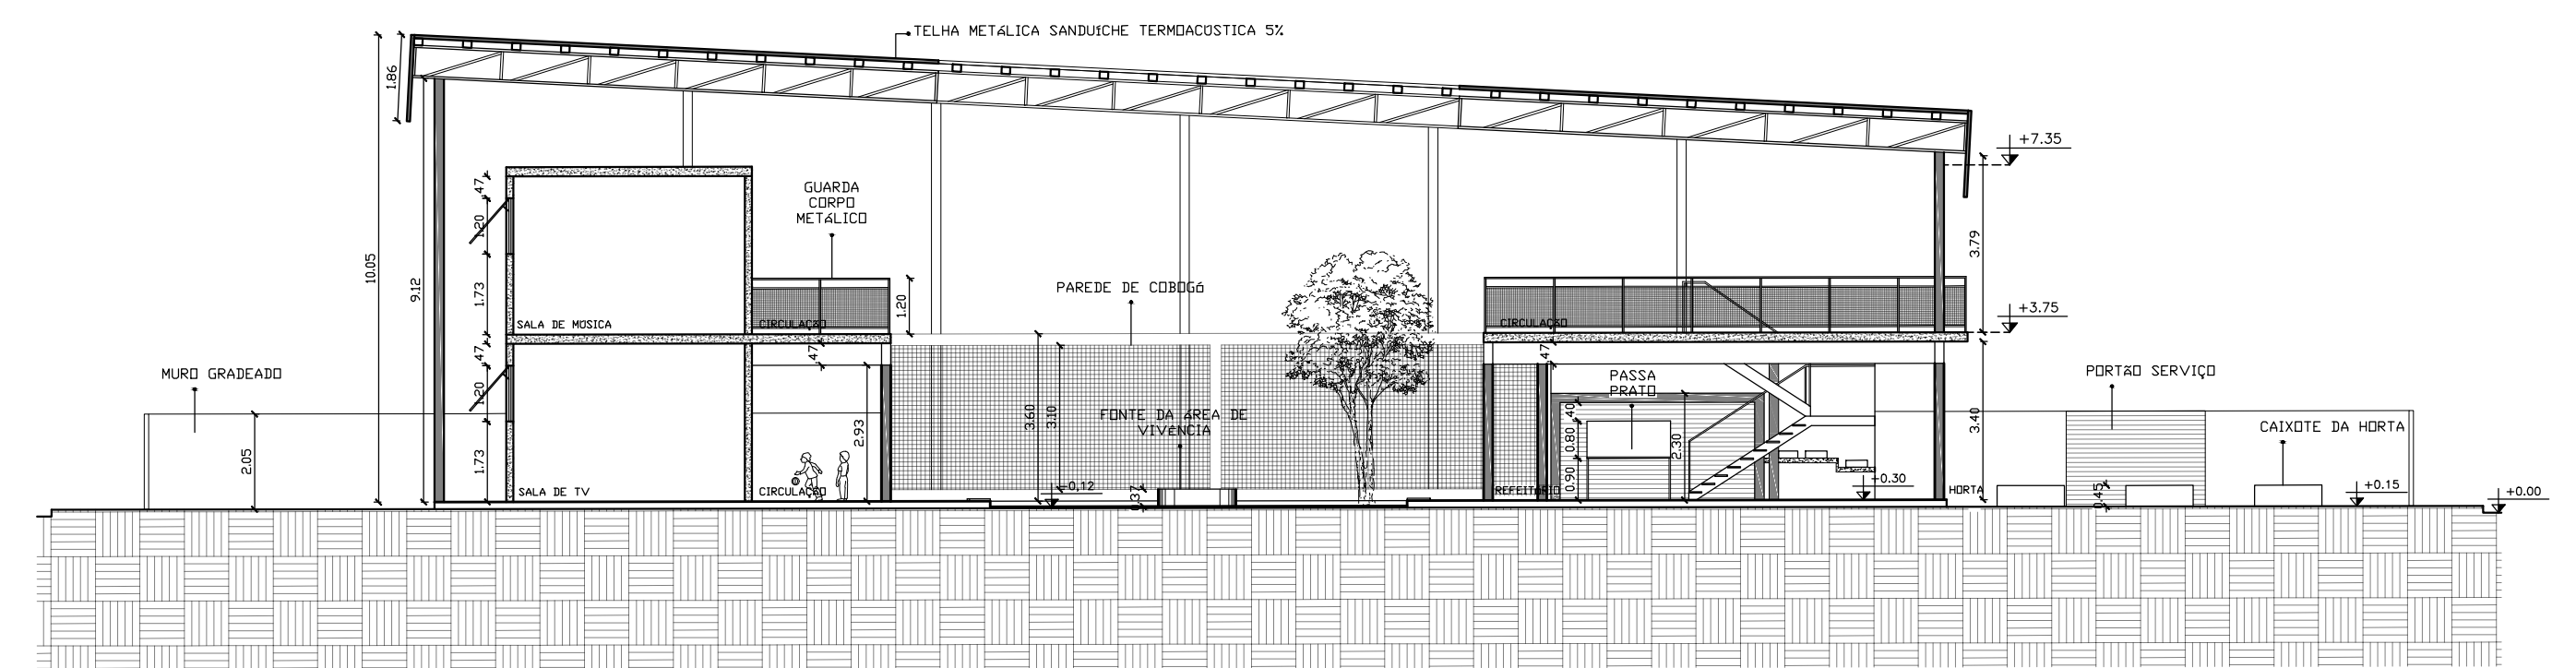 TELHA METÁLICA SANDUÍCHE TERMOACÚSTICA 5%
1.86
10.05
9.12
+7.35
47
1.20
1.73
GUARDA
CORPO
METÁLICO
3.79
1.20
PAREDE DE COBOGó
+3.75
SALA DE MÚSICA
CIRCULAÇÃO
CIRCULAÇÃO
47
47
47
MURO GRADEADO
1.20
1.73
2.05
2.93
3.60
3.10
FONTE DA ÁREA DE
VIVÊNCIA
PASSA
PRATO
.40
0.80
0.90
2.30
3.40
PORTÃO SERVIÇO
CAIXOTE DA HORTA
SALA DE TV
CIRCULAÇÃO
-0,12
0.37
REFEITÓRIO
+0.30
HORTA
0.45
+0.15
+0.00